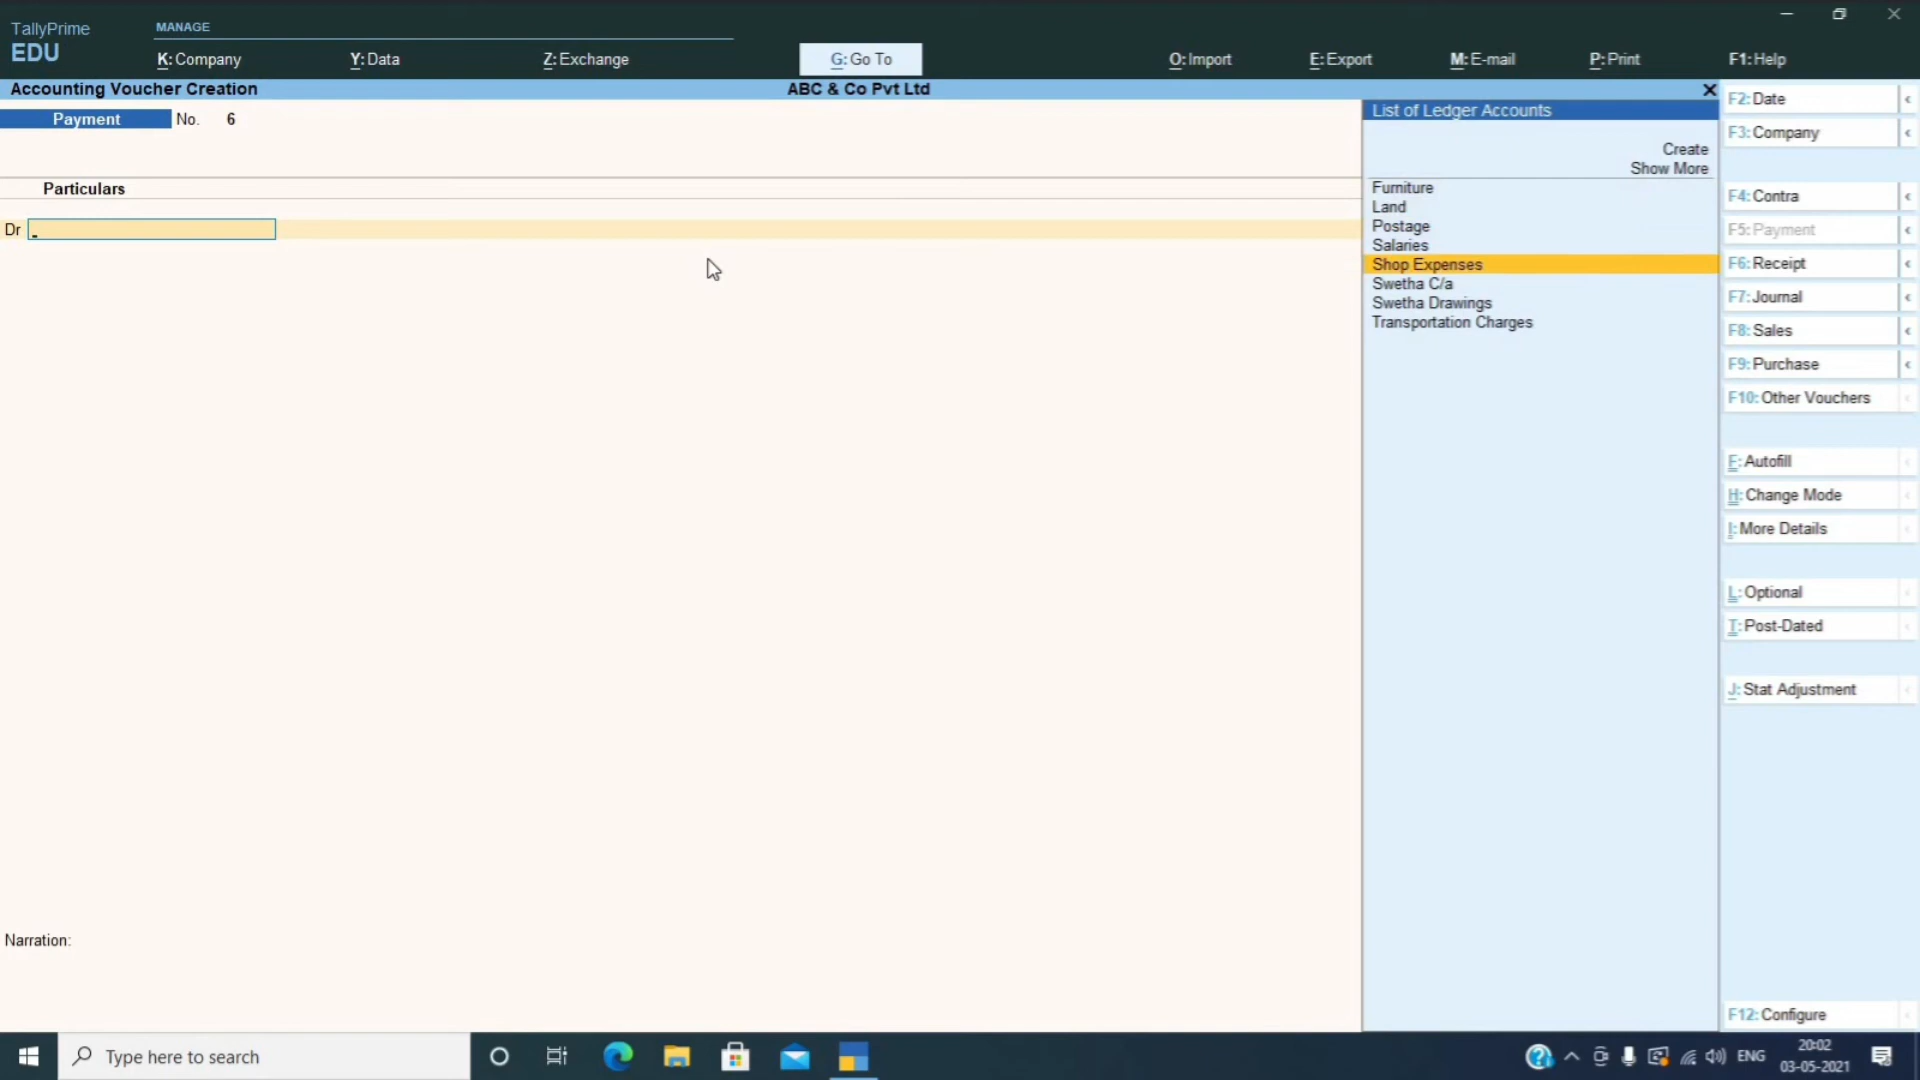 TallyPrime
EDU
MANAGE
K: Company
Y: Data
Z: Exchange
G: Go To
O: Import
E: Export
M: E-mail
P: Print
F1: Help
Accounting Voucher Creation
ABC & Co Pvt Ltd
Payment No. 6
Particulars
Dr
Narration:
List of Ledger Accounts
Create
Show More
Furniture
Land
Postage
Salaries
Shop Expenses
Swetha C/a
Swetha Drawings
Transportation Charges
F2: Date
F3: Company
F4: Contra
F5: Payment
F6: Receipt
F7: Journal
F8: Sales
F9: Purchase
F10: Other Vouchers
F: Autofill
H: Change Mode
I: More Details
L: Optional
T: Post-Dated
J: Stat Adjustment
F12: Configure
Type here to search
ENG
20:02
03-05-2021